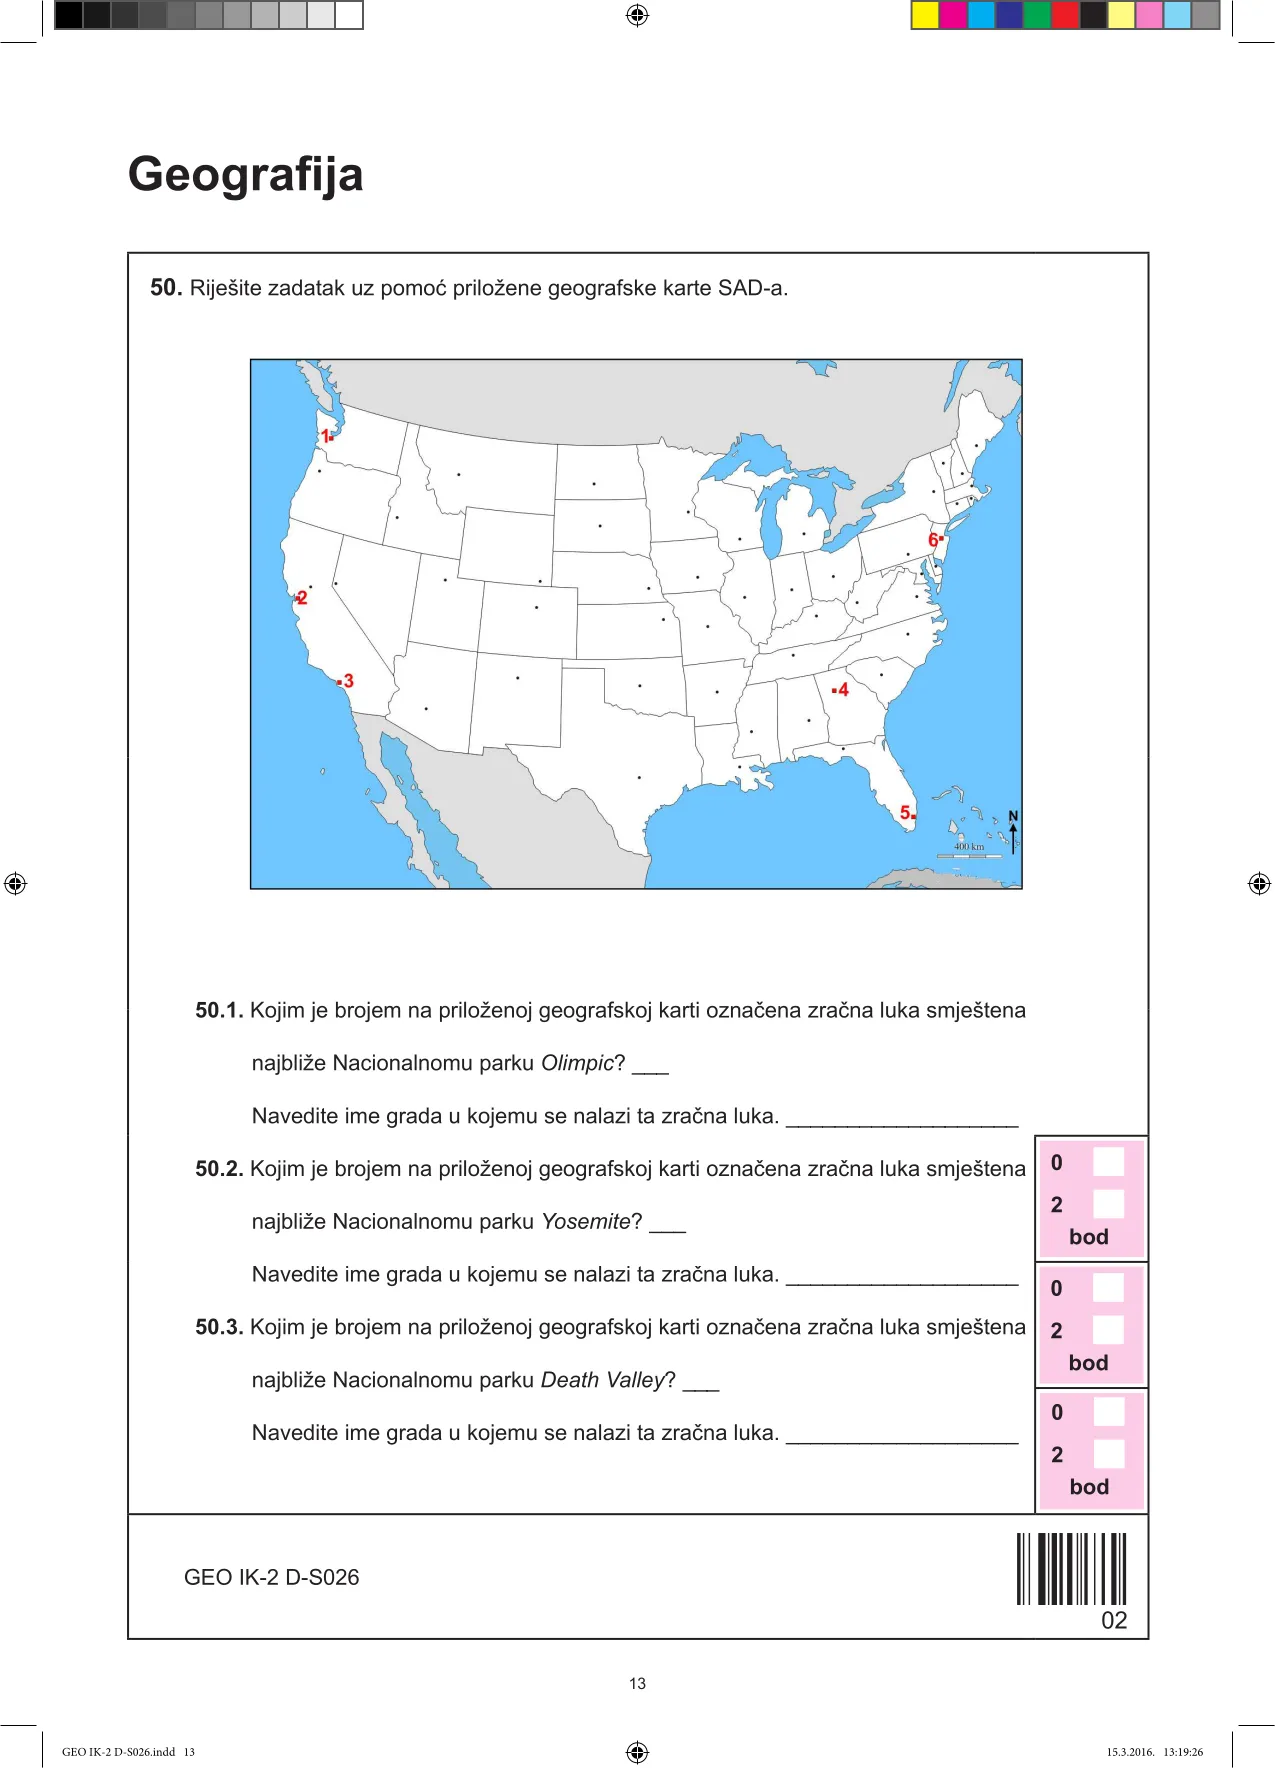 Geografija
50. Riješite zadatak uz pomoć priložene geografske karte SAD-a.
1
2
3
4
5
6
N
400 km
50.1. Kojim je brojem na priloženoj geografskoj karti označena zračna luka smještena
najbliže Nacionalnomu parku Olimpic? ___
Navedite ime grada u kojemu se nalazi ta zračna luka. ___________________
50.2. Kojim je brojem na priloženoj geografskoj karti označena zračna luka smještena
najbliže Nacionalnomu parku Yosemite? ___
Navedite ime grada u kojemu se nalazi ta zračna luka. ___________________
50.3. Kojim je brojem na priloženoj geografskoj karti označena zračna luka smještena
najbliže Nacionalnomu parku Death Valley? ___
Navedite ime grada u kojemu se nalazi ta zračna luka. ___________________
0
2
bod
0
2
bod
0
2
bod
GEO IK-2 D-S026
02
13
GEO IK-2 D-S026.indd 13
15.3.2016. 13:19:26